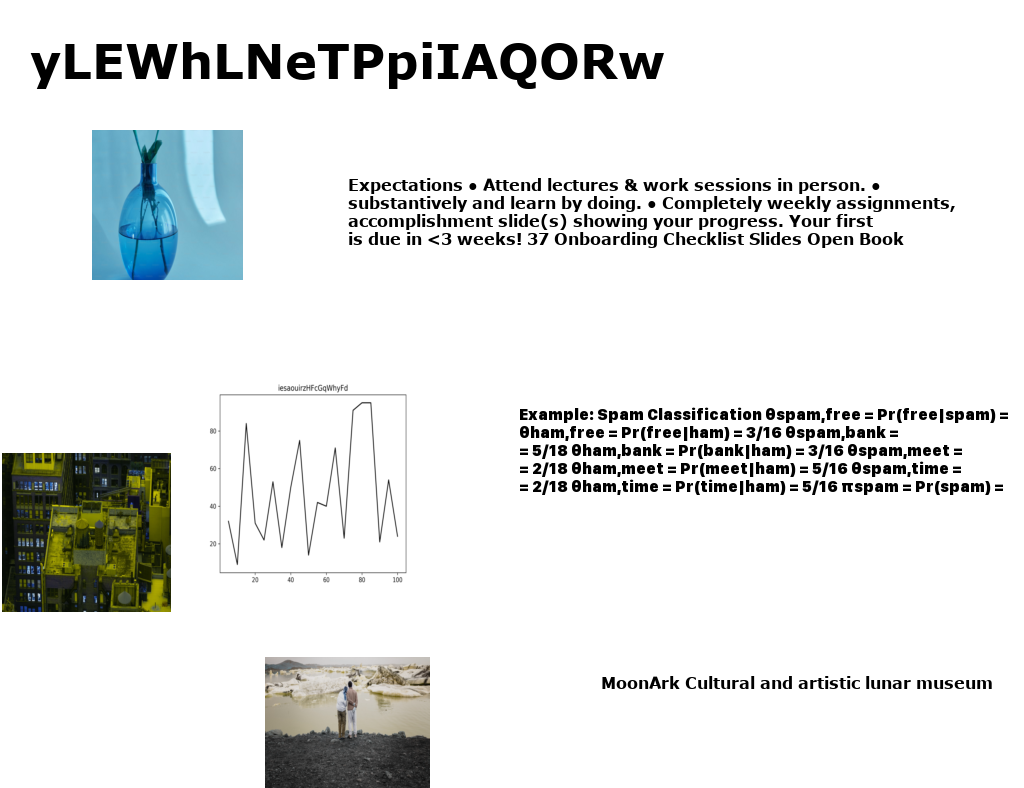 yLEWhLNeTPpiIAQORw
Expectations ● Attend lectures & work sessions in person. ●
substantively and learn by doing. ● Completely weekly assignments,
accomplishment slide(s) showing your progress. Your first
is due in <3 weeks! 37 Onboarding Checklist Slides Open Book
iesaouirzHFcGqWhyFd
80
60
40
20
20 40 60 80 100
Example: Spam Classification θspam,free = Pr(free|spam) =
θham,free = Pr(free|ham) = 3/16 θspam,bank =
= 5/18 θham,bank = Pr(bank|ham) = 3/16 θspam,meet =
= 2/18 θham,meet = Pr(meet|ham) = 5/16 θspam,time =
= 2/18 θham,time = Pr(time|ham) = 5/16 πspam = Pr(spam) =
MoonArk Cultural and artistic lunar museum